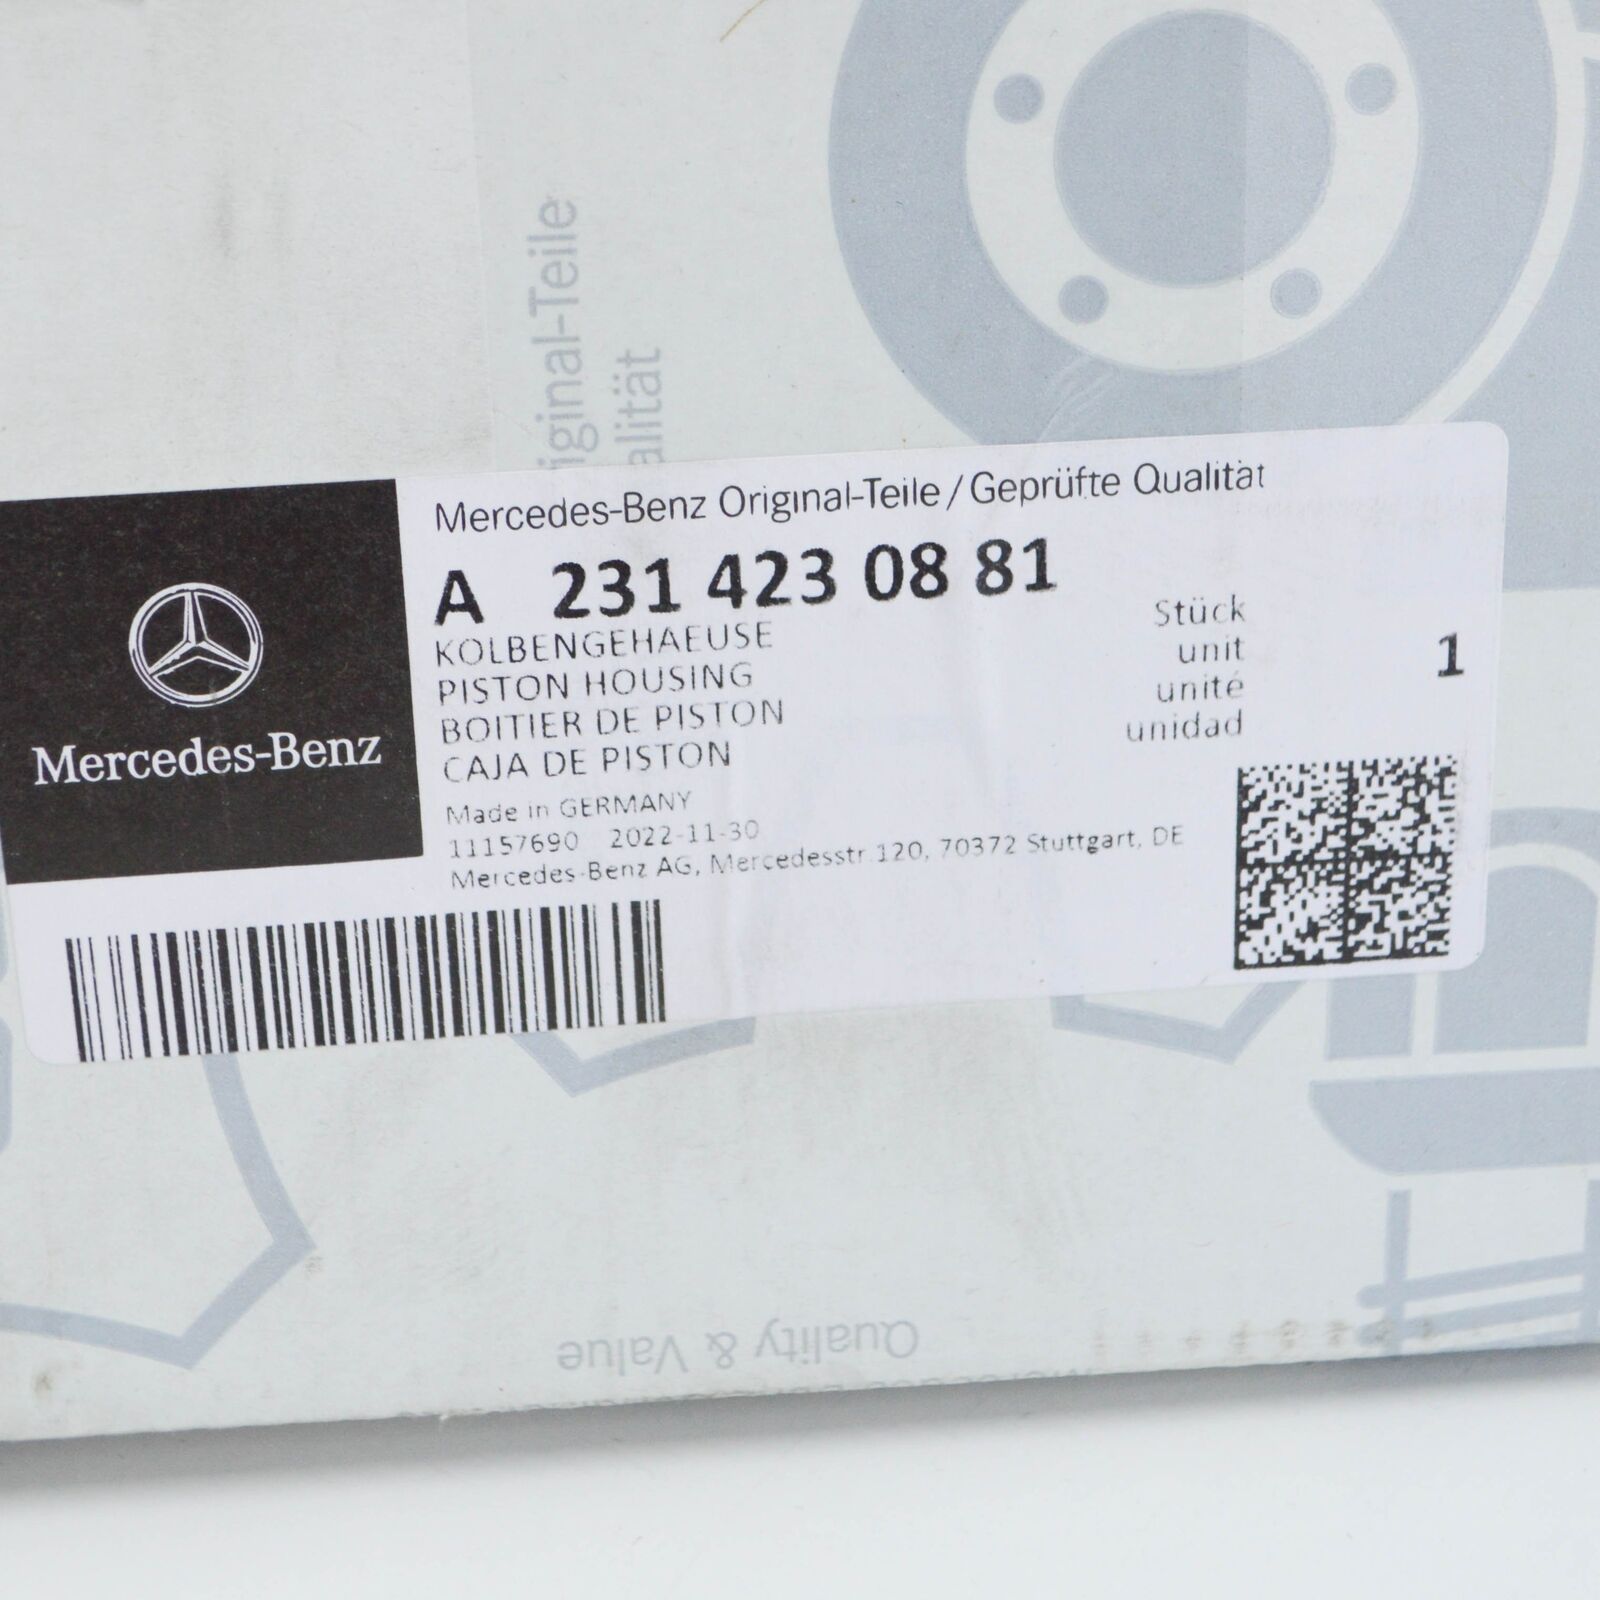 iginal-Teile
alität
Mercedes-Benz Original-Teile / Geprüfte Qualität
A 231 423 08 81
KOLBENGEHAEUSE
PISTON HOUSING
BOITIER DE PISTON
CAJA DE PISTON
Stück
unit
unité
unidad
1
Mercedes-Benz
Made in GERMANY
11157690 2022-11-30
Mercedes-Benz AG, Mercedesstr.120, 70372 Stuttgart, DE
Quality & Value